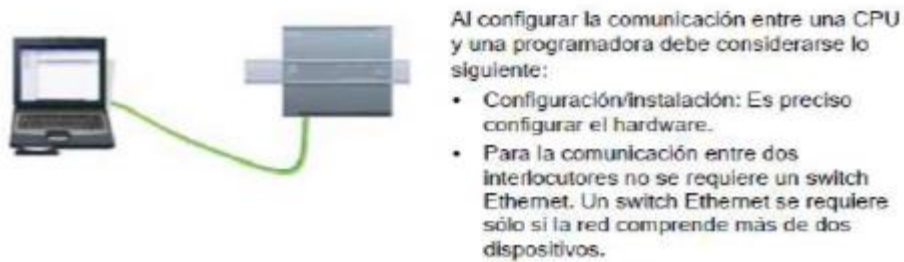 Al configurar la comunicación entre una CPU
y una programadora debe considerarse lo
siguiente:
• Configuración/instalación: Es preciso
configurar el hardware.
• Para la comunicación entre dos
interlocutores no se requiere un switch
Ethernet. Un switch Ethernet se requiere
sólo si la red comprende más de dos
dispositivos.